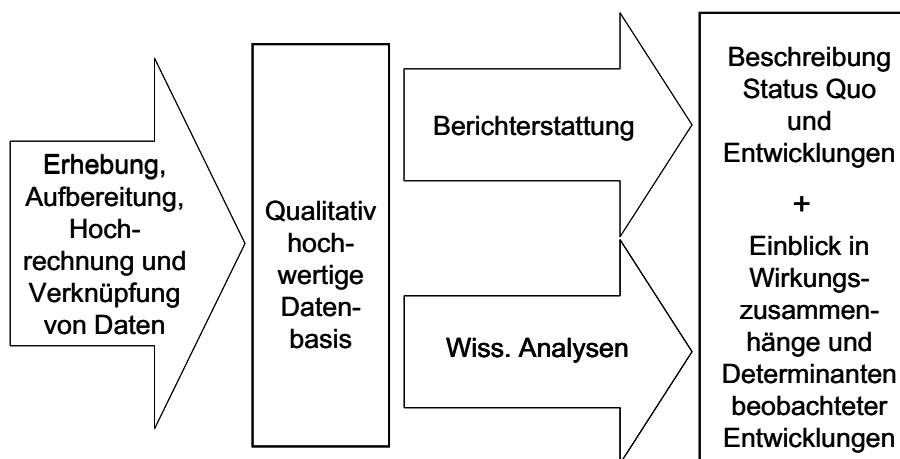 Erhebung,
Aufbereitung,
Hoch-
rechnung und
Verknüpfung
von Daten
Qualitativ
hoch-
wertige
Daten-
basis
Berichterstattung
Wiss. Analysen
Beschreibung
Status Quo
und
Entwicklungen
+
Einblick in
Wirkungs-
zusammen-
hänge und
Determinanten
beobachteter
Entwicklungen